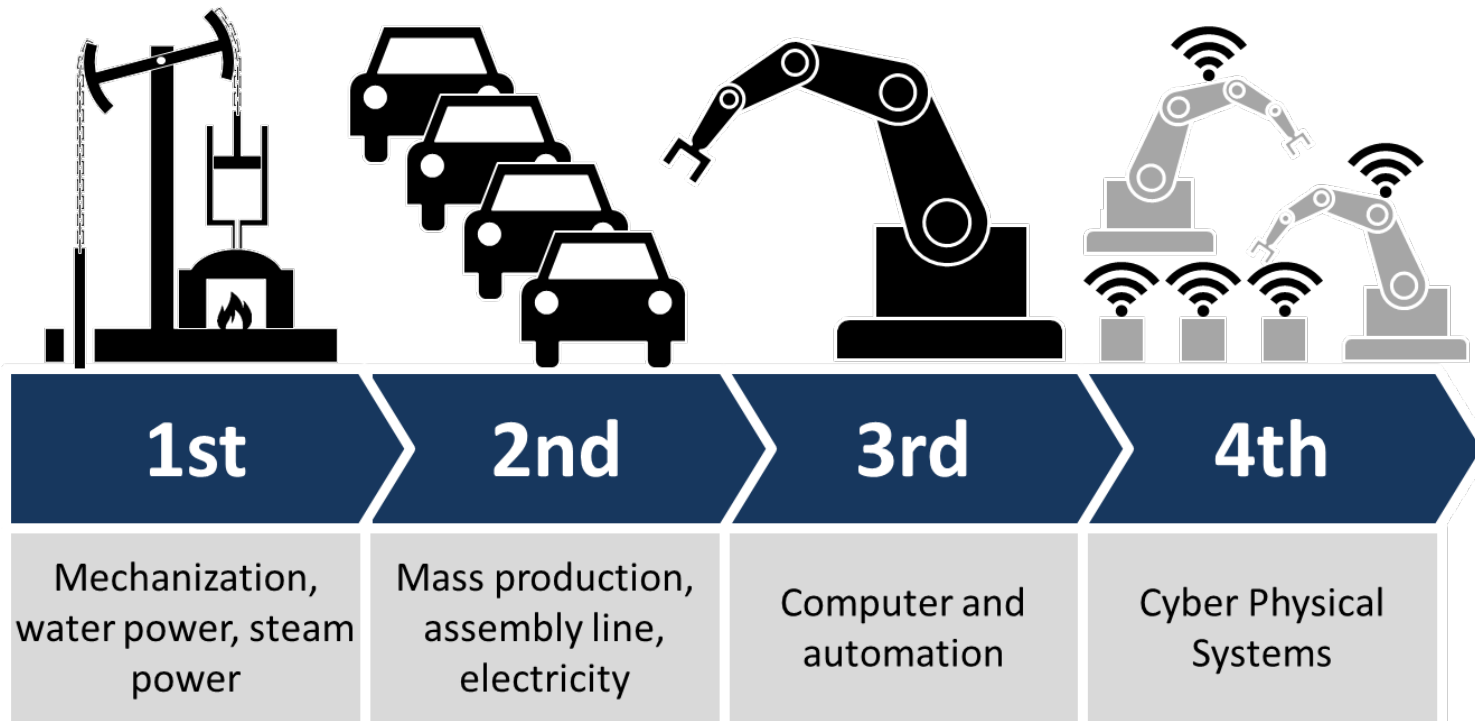 1st
2nd
3rd
4th
Mechanization,
water power, steam
power
Mass production,
assembly line,
electricity
Computer and
automation
Cyber Physical
Systems